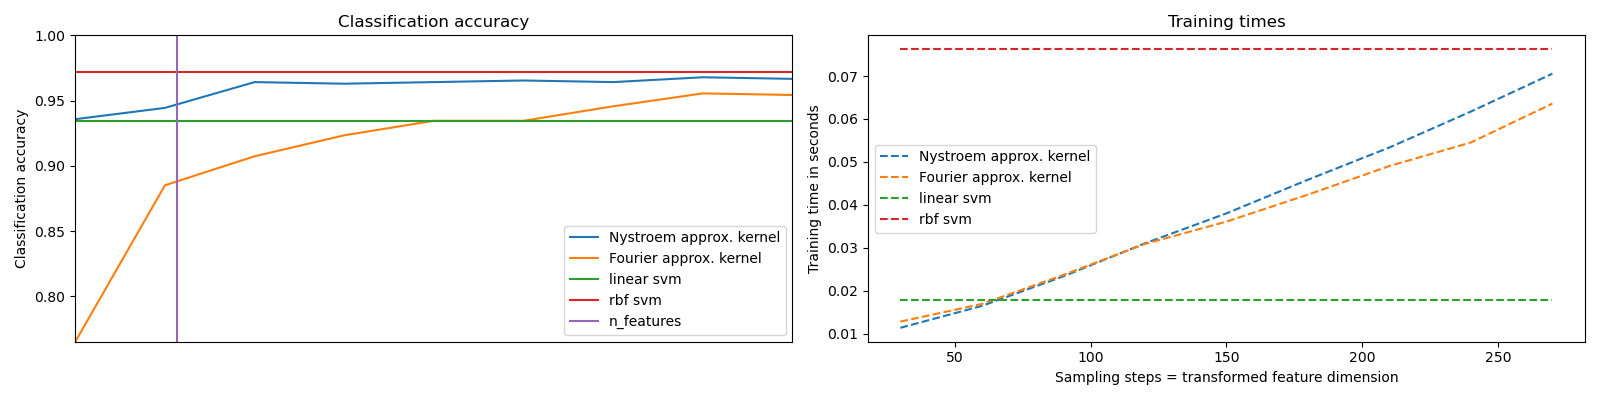 Classification accuracy
Classification accuracy
1.00
0.95
0.90
0.85
0.80
Nystroem approx. kernel
Fourier approx. kernel
linear svm
rbf svm
n_features
Training times
Training time in seconds
0.07
0.06
0.05
0.04
0.03
0.02
0.01
Nystroem approx. kernel
Fourier approx. kernel
linear svm
rbf svm
50 100 150 200 250
Sampling steps = transformed feature dimension